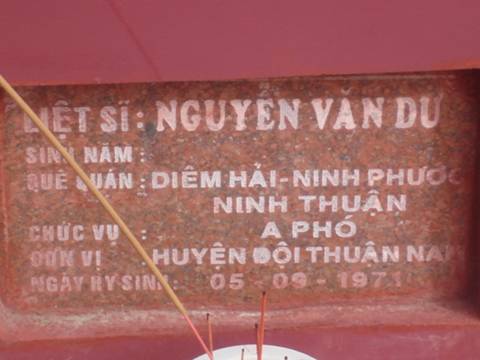 LIỆT SĨ: NGUYỄN VĂN DƯ
SINH NĂM :
QUÊ QUÁN : DIÊM HẢI - NINH PHƯỚC
NINH THUẬN
CHỨC VỤ : A PHÓ
ĐƠN VỊ : HUYỆN ĐỘI THUẬN NAM
NGÀY HY SINH : 05 - 09 - 1971